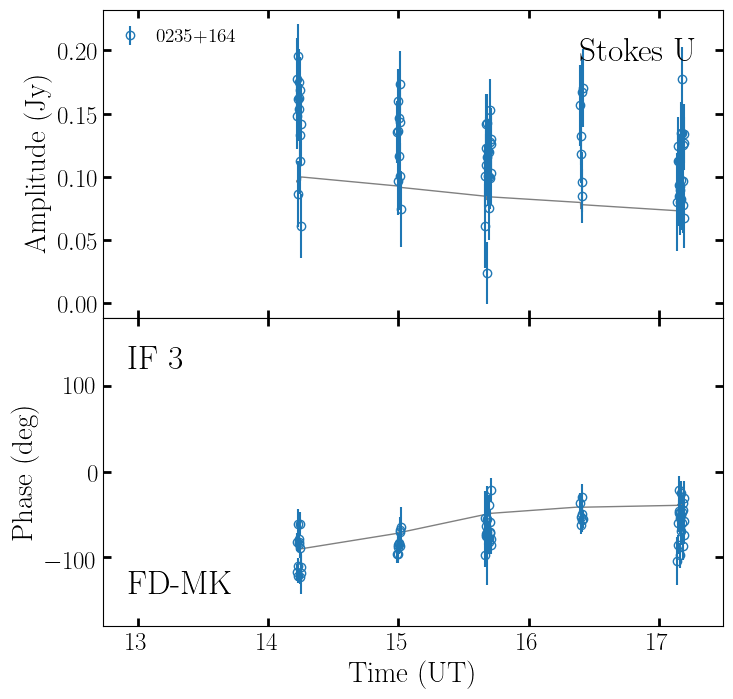 0235+164
Stokes U
0.20
0.15
0.10
0.05
0.00
Amplitude (Jy)
IF 3
100
0
−100
Phase (deg)
FD-MK
13 14 15 16 17
Time (UT)